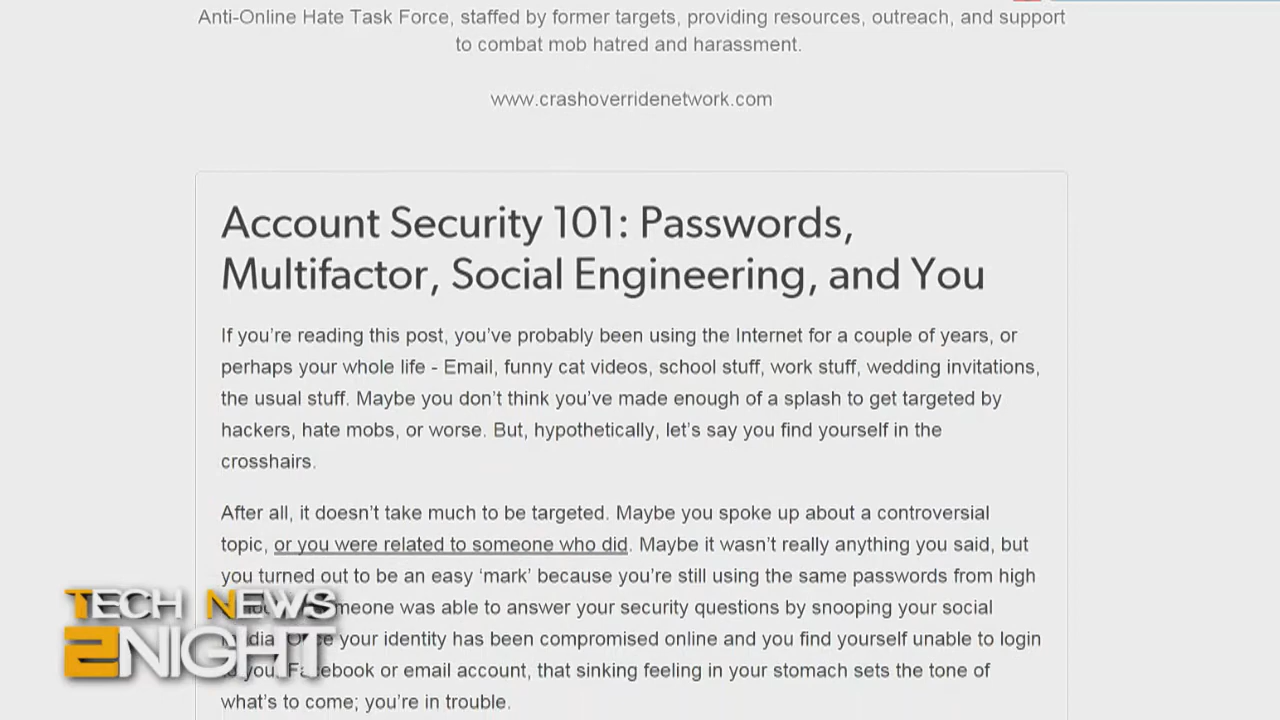 Anti-Online Hate Task Force, staffed by former targets, providing resources, outreach, and support
to combat mob hatred and harassment.
www.crashoverridenetwork.com
Account Security 101: Passwords,
Multifactor, Social Engineering, and You
If you're reading this post, you've probably been using the Internet for a couple of years, or
perhaps your whole life - Email, funny cat videos, school stuff, work stuff, wedding invitations,
the usual stuff. Maybe you don't think you've made enough of a splash to get targeted by
hackers, hate mobs, or worse. But, hypothetically, let's say you find yourself in the
crosshairs.
After all, it doesn't take much to be targeted. Maybe you spoke up about a controversial
topic, or you were related to someone who did. Maybe it wasn't really anything you said, but
you turned out to be an easy 'mark' because you're still using the same passwords from high
was able to answer your security questions by snooping your social
your identity has been compromised online and you find yourself unable to login
Facebook or email account, that sinking feeling in your stomach sets the tone of
what's to come; you're in trouble.
TECH NEWS
2NIGHT